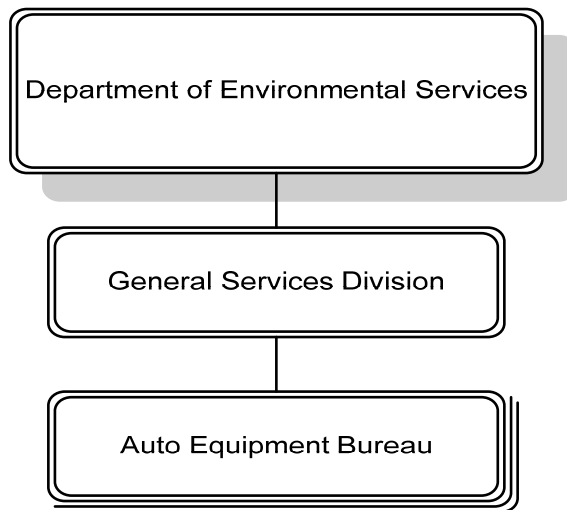 Department of Environmental Services
General Services Division
Auto Equipment Bureau